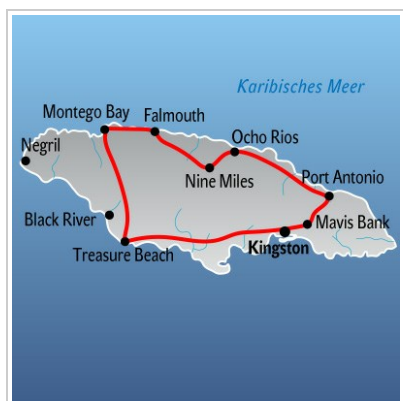 Karibisches Meer
Montego Bay
Falmouth
Ocho Rios
Negril
Nine Miles
Port Antonio
Black River
Mavis Bank
Kingston
Treasure Beach